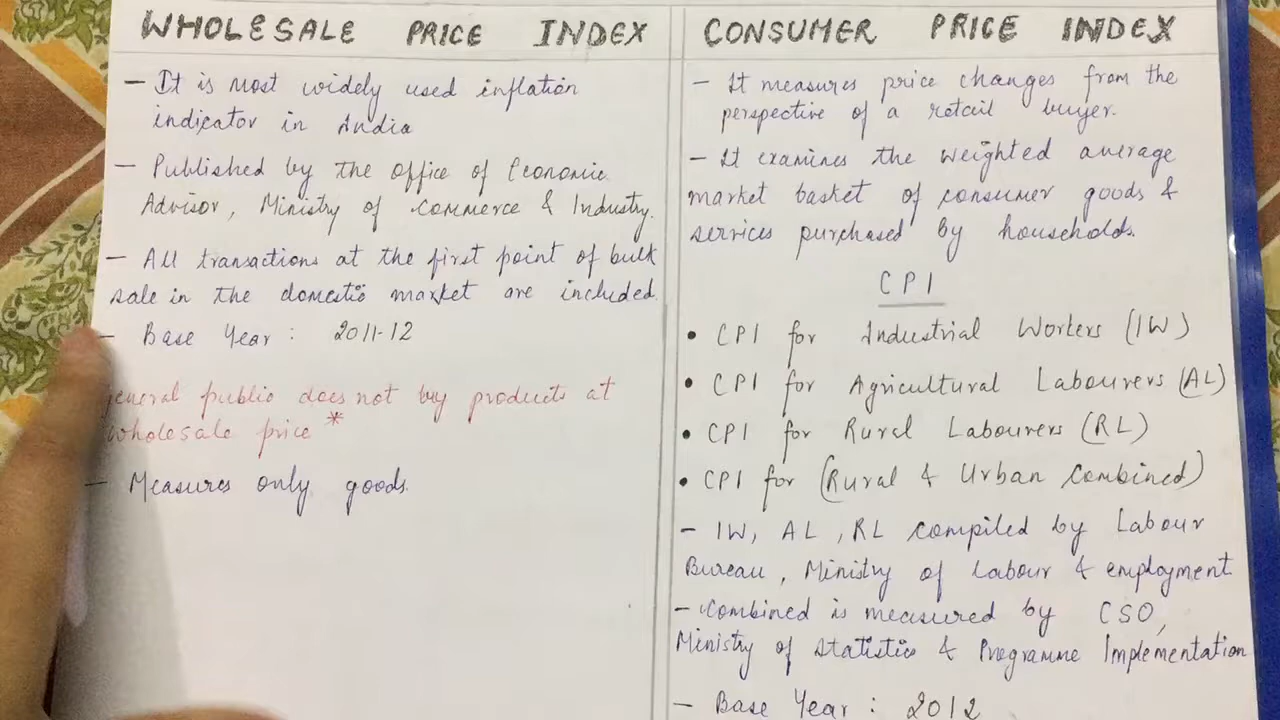 WHOLESALE PRICE INDEX
- It is most widely used inflation
indicator in India
- Published by the office of Economic
Advisor, Ministry of commerce & Industry.
- All transactions at the first point of bulk
sale in the domestic market are included.
- Base Year : 2011-12
general public does not by products at
wholesale price *
- Measures only goods.
CONSUMER PRICE INDEX
- It measures price changes from the
perspective of a retail buyer.
- It examines the weighted average
market basket of consumer goods &
services purchased by households.
CPI
• CPI for Industrial Workers (IW)
• CPI for Agricultural Labourers (AL)
• CPI for Rural Labourers (RL)
• CPI for (Rural & Urban Combined)
- IW, AL, RL compiled by Labour
Bureau, Ministry of Labour & employment
- Combined is measured by CSO,
Ministry of Statistics & Programme Implementation
- Base Year : 2012